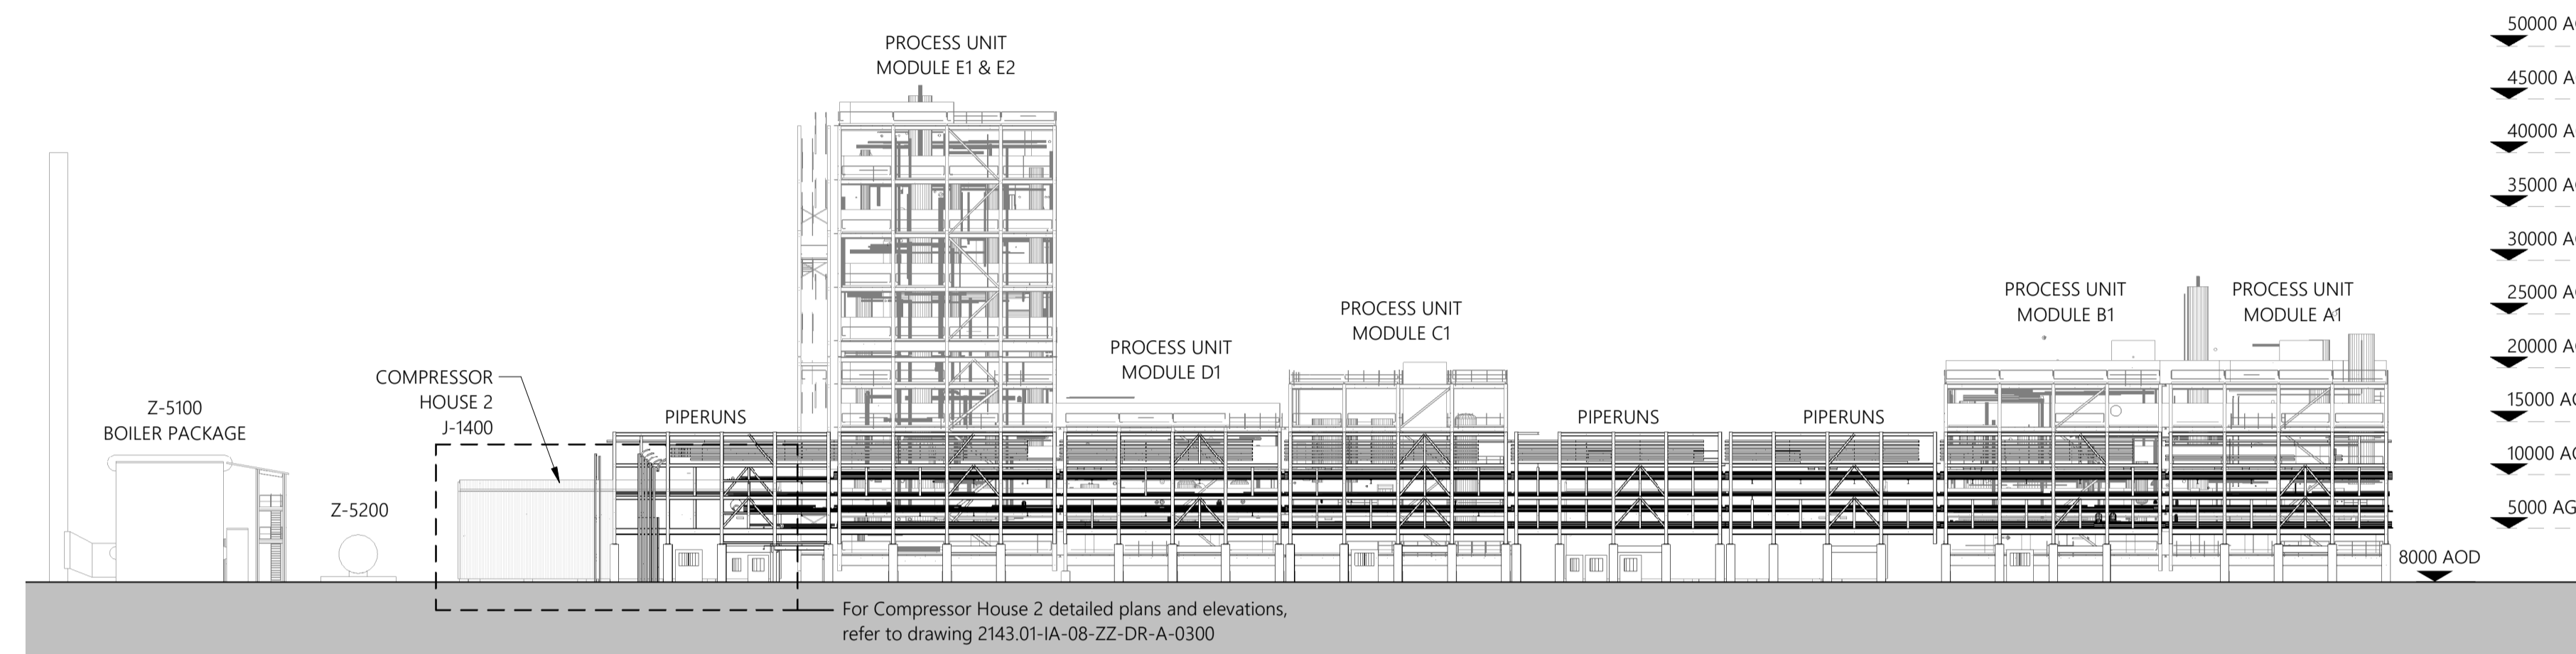 PROCESS UNIT
MODULE E1 & E2
Z-5100
BOILER PACKAGE
Z-5200
COMPRESSOR
HOUSE 2
J-1400
PIPERUNS
PROCESS UNIT
MODULE D1
PROCESS UNIT
MODULE C1
PIPERUNS
PIPERUNS
PROCESS UNIT
MODULE B1
PROCESS UNIT
MODULE A1
50000
45000
40000
35000
30000
25000
20000
15000
10000
5000 AG
8000 AOD
For Compressor House 2 detailed plans and elevations,
refer to drawing 2143.01-IA-08-ZZ-DR-A-0300